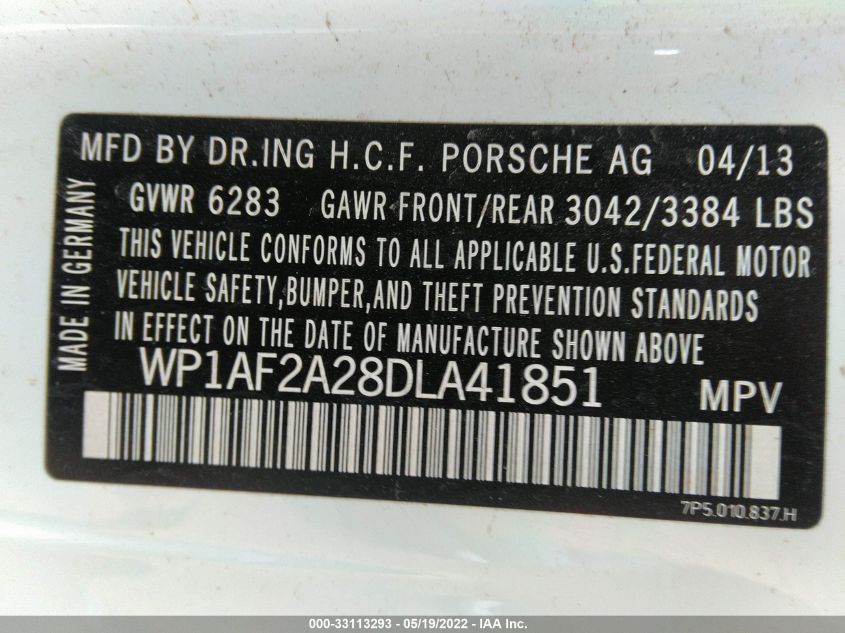 MFD BY DR.ING H.C.F. PORSCHE AG 04/13
GVWR 6283 GAWR FRONT/REAR 3042/3384 LBS
THIS VEHICLE CONFORMS TO ALL APPLICABLE U.S.FEDERAL MOTOR
VEHICLE SAFETY,BUMPER,AND THEFT PREVENTION STANDARDS
IN EFFECT ON THE DATE OF MANUFACTURE SHOWN ABOVE
WP1AF2A28DLA41851 MPV
MADE IN GERMANY
7P5.010.837.H
000-33113293 - 05/19/2022 - IAA Inc.